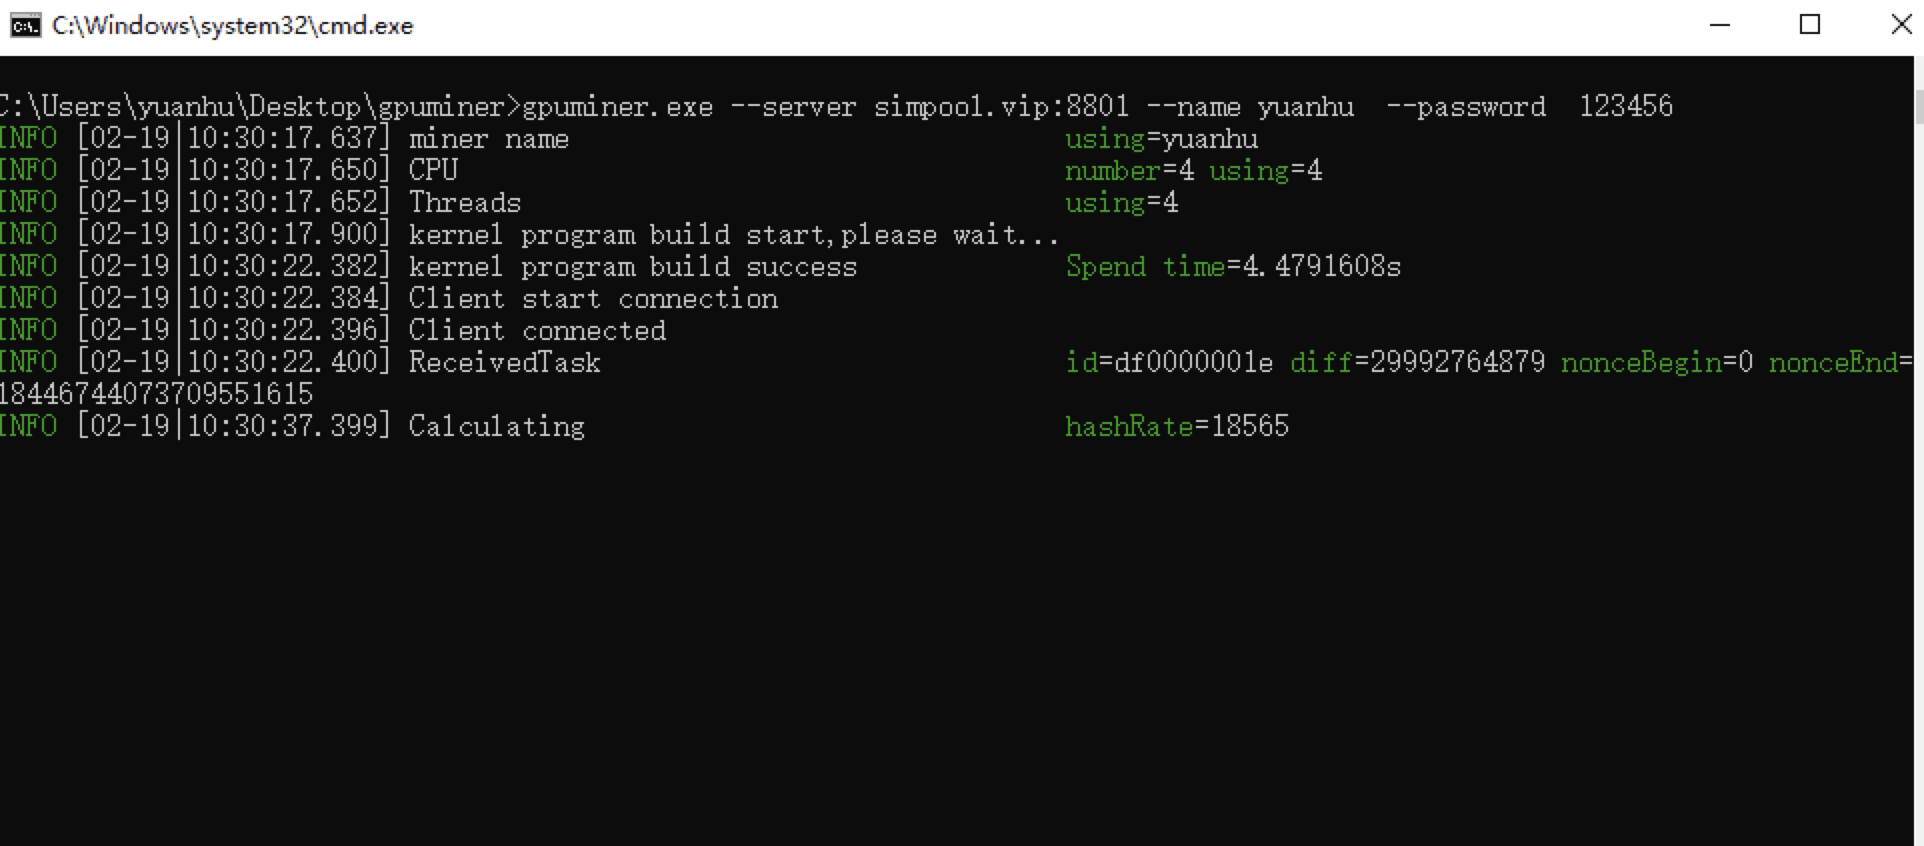 C:\Windows\system32\cmd.exe
C:\Users\yuanhu\Desktop\gpuminer>gpuminer.exe --server simpool.vip:8801 --name yuanhu  --password  123456
INFO [02-19|10:30:17.637] miner name                               using=yuanhu
INFO [02-19|10:30:17.650] CPU                                      number=4 using=4
INFO [02-19|10:30:17.652] Threads                                  using=4
INFO [02-19|10:30:17.900] kernel program build start,please wait...
INFO [02-19|10:30:22.382] kernel program build success             Spend time=4.4791608s
INFO [02-19|10:30:22.384] Client start connection
INFO [02-19|10:30:22.396] Client connected
INFO [02-19|10:30:22.400] ReceivedTask                             id=df0000001e diff=29992764879 nonceBegin=0 nonceEnd=
18446744073709551615
INFO [02-19|10:30:37.399] Calculating                              hashRate=18565